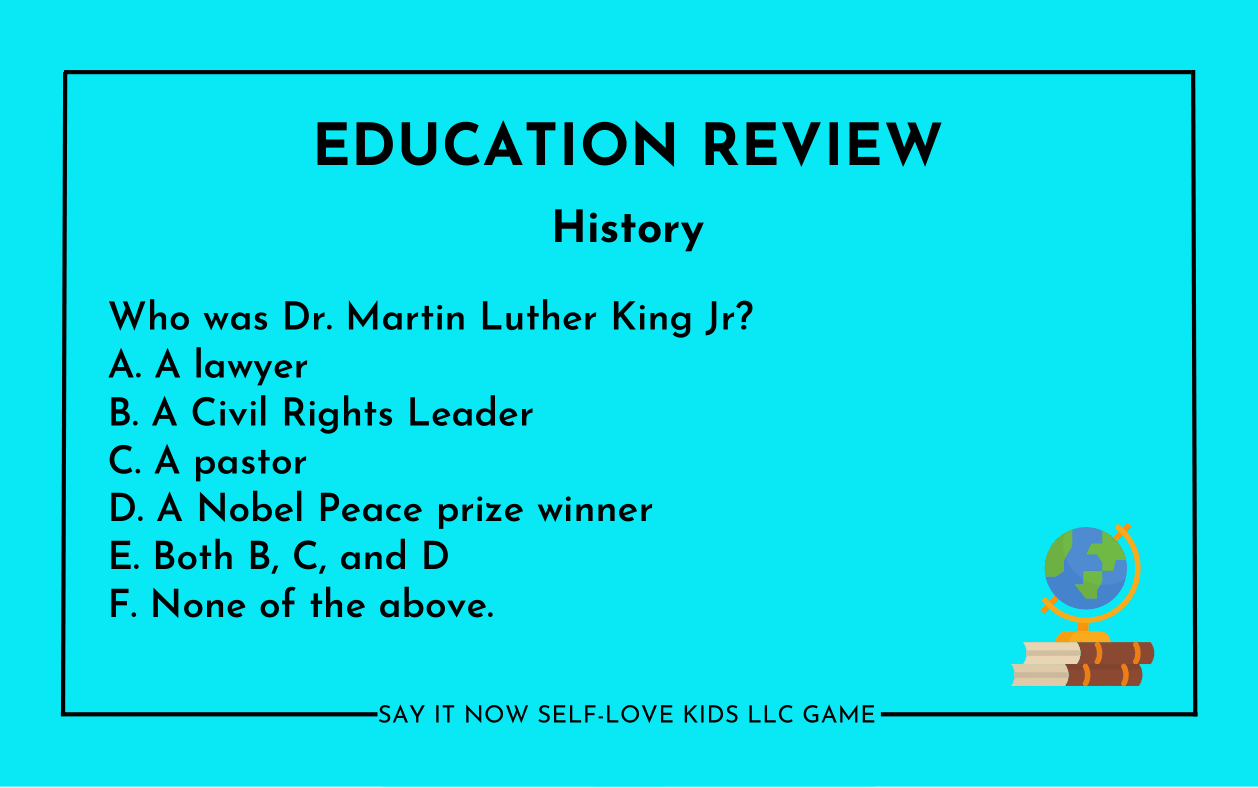 EDUCATION REVIEW
History
Who was Dr. Martin Luther King Jr?
A. A lawyer
B. A Civil Rights Leader
C. A pastor
D. A Nobel Peace prize winner
E. Both B, C, and D
F. None of the above.
SAY IT NOW SELF-LOVE KIDS LLC GAME